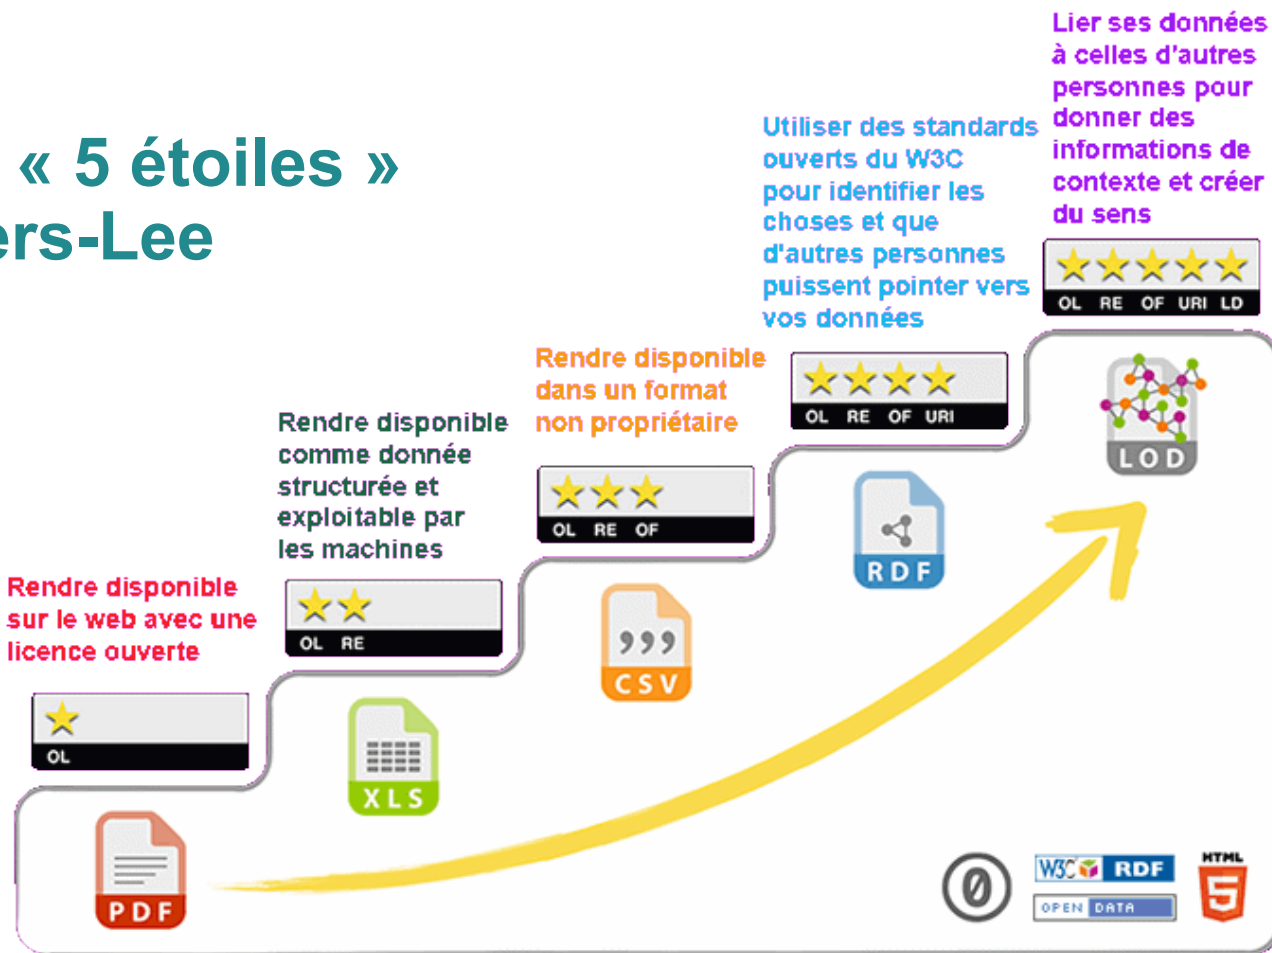 « 5 étoiles »
ers-Lee
Lier ses données
à celles d'autres
personnes pour
donner des
informations de
contexte et créer
du sens
OL RE OF URI LD
LOD
Utiliser des standards
ouverts du W3C
pour identifier les
choses et que
d'autres personnes
puissent pointer vers
vos données
OL RE OF URI
RDF
Rendre disponible
dans un format
non propriétaire
OL RE OF
,,,
CSV
Rendre disponible
comme donnée
structurée et
exploitable par
les machines
OL RE
XLS
Rendre disponible
sur le web avec une
licence ouverte
OL
PDF
0
W3C RDF
OPEN DATA
HTML
5